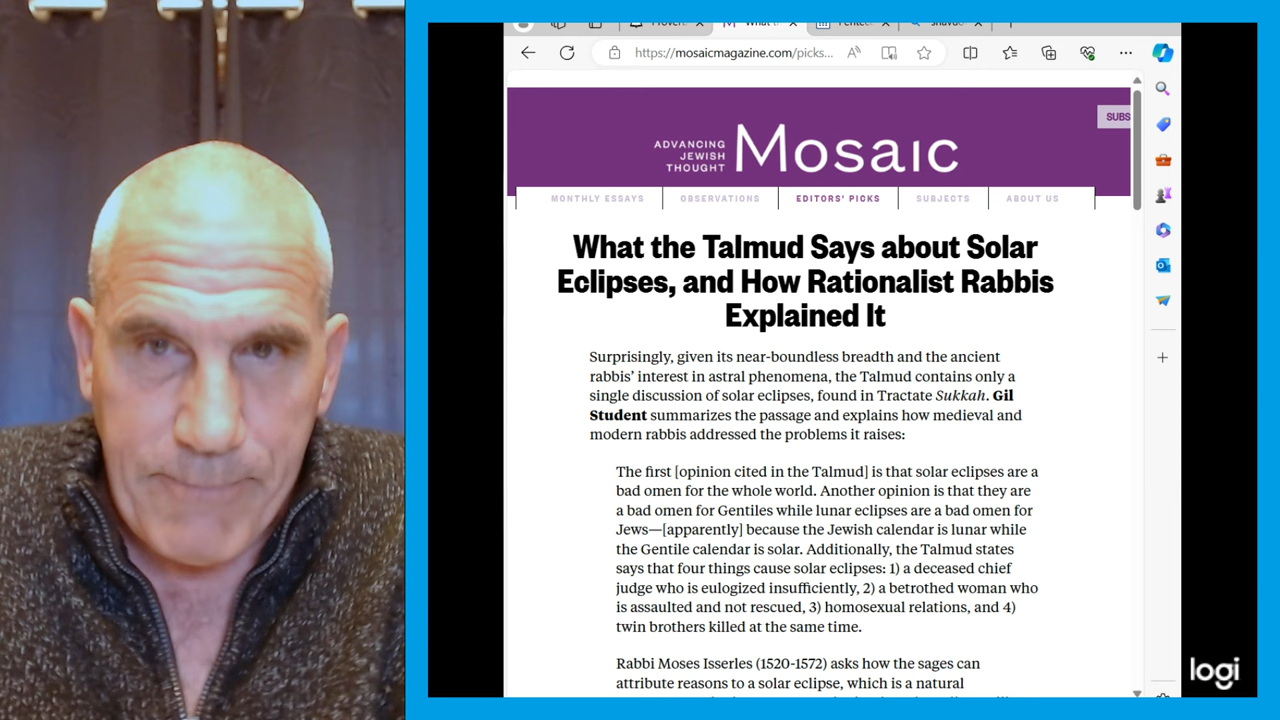 https://mosaicmagazine.com/picks...
SUBS
ADVANCING
JEWISH
THOUGHT
Mosaic
MONTHLY ESSAYS
OBSERVATIONS
EDITORS' PICKS
SUBJECTS
ABOUT US
What the Talmud Says about Solar
Eclipses, and How Rationalist Rabbis
Explained It
Surprisingly, given its near-boundless breadth and the ancient
rabbis’ interest in astral phenomena, the Talmud contains only a
single discussion of solar eclipses, found in Tractate Sukkah. Gil
Student summarizes the passage and explains how medieval and
modern rabbis addressed the problems it raises:
The first [opinion cited in the Talmud] is that solar eclipses are a
bad omen for the whole world. Another opinion is that they are
a bad omen for Gentiles while lunar eclipses are a bad omen for
Jews—[apparently] because the Jewish calendar is lunar while
the Gentile calendar is solar. Additionally, the Talmud states
says that four things cause solar eclipses: 1) a deceased chief
judge who is eulogized insufficiently, 2) a betrothed woman who
is assaulted and not rescued, 3) homosexual relations, and 4)
twin brothers killed at the same time.
Rabbi Moses Isserles (1520-1572) asks how the sages can
attribute reasons to a solar eclipse, which is a natural
logi